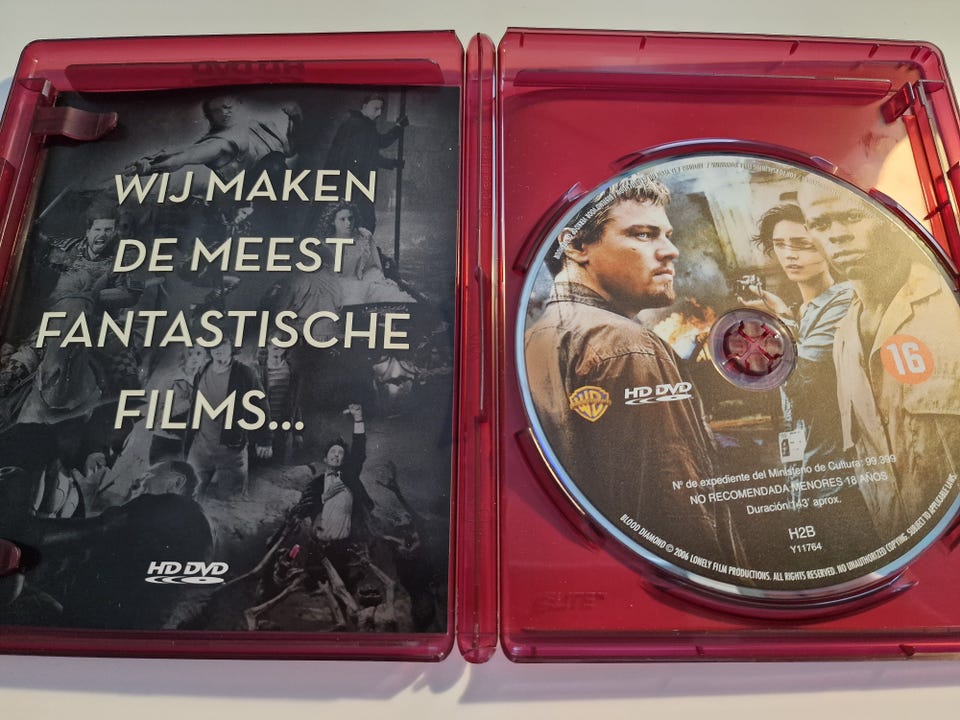 WIJ MAKEN
DE MEEST
FANTASTISCHE
FILMS...
HD DVD
WB
HD DVD
16
Nº de expediente del Ministerio de Cultura: 99.399
NO RECOMENDADA MENORES 18 AÑOS
Duración 143' aprox.
H2B
Y11764
BLOOD DIAMOND © 2006 LONELY FILM PRODUCTIONS. ALL RIGHTS RESERVED. NO UNAUTHORIZED COPYING. SUBJECT TO APPLICABLE LAWS.